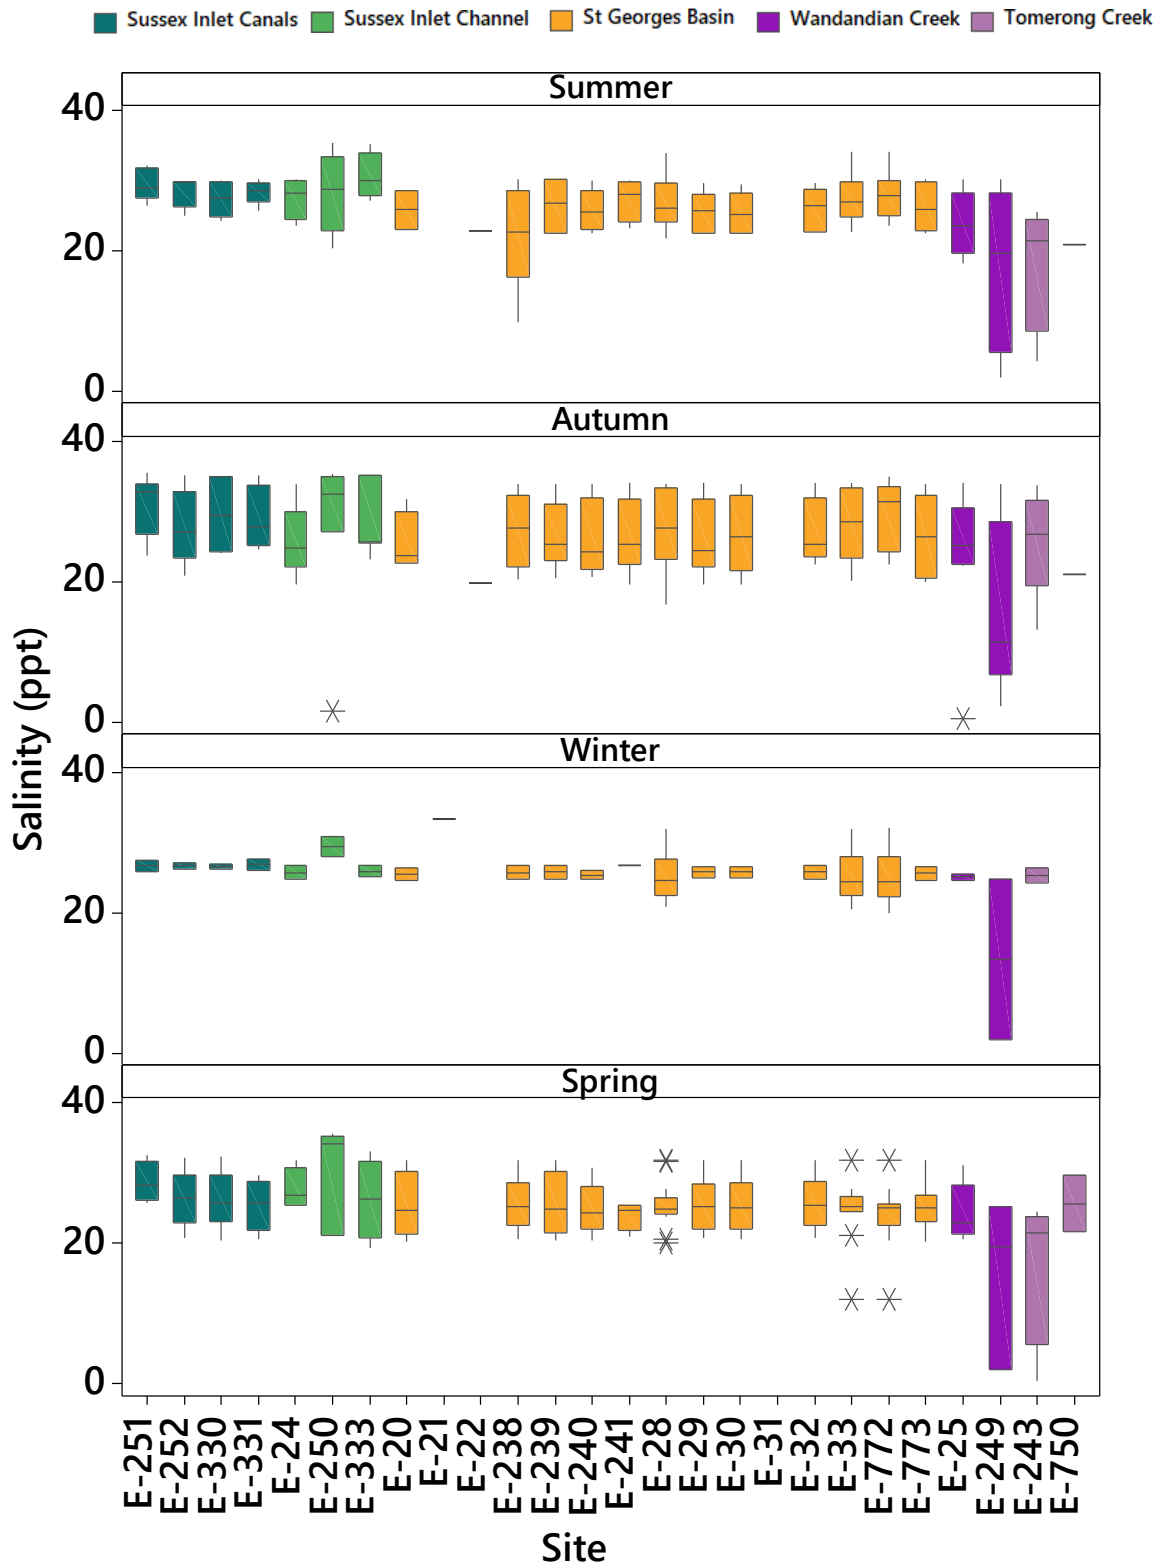 Sussex Inlet Canals Sussex Inlet Channel St Georges Basin Wandandian Creek Tomerong Creek
Summer
40
20
0
Autumn
40
20
0
Winter
40
20
0
Spring
40
20
0
Salinity (ppt)
E-251 E-252 E-330 E-331 E-24 E-250 E-333 E-20 E-21 E-22 E-238 E-239 E-240 E-241 E-28 E-29 E-30 E-31 E-32 E-33 E-772 E-773 E-25 E-249 E-243 E-750
Site